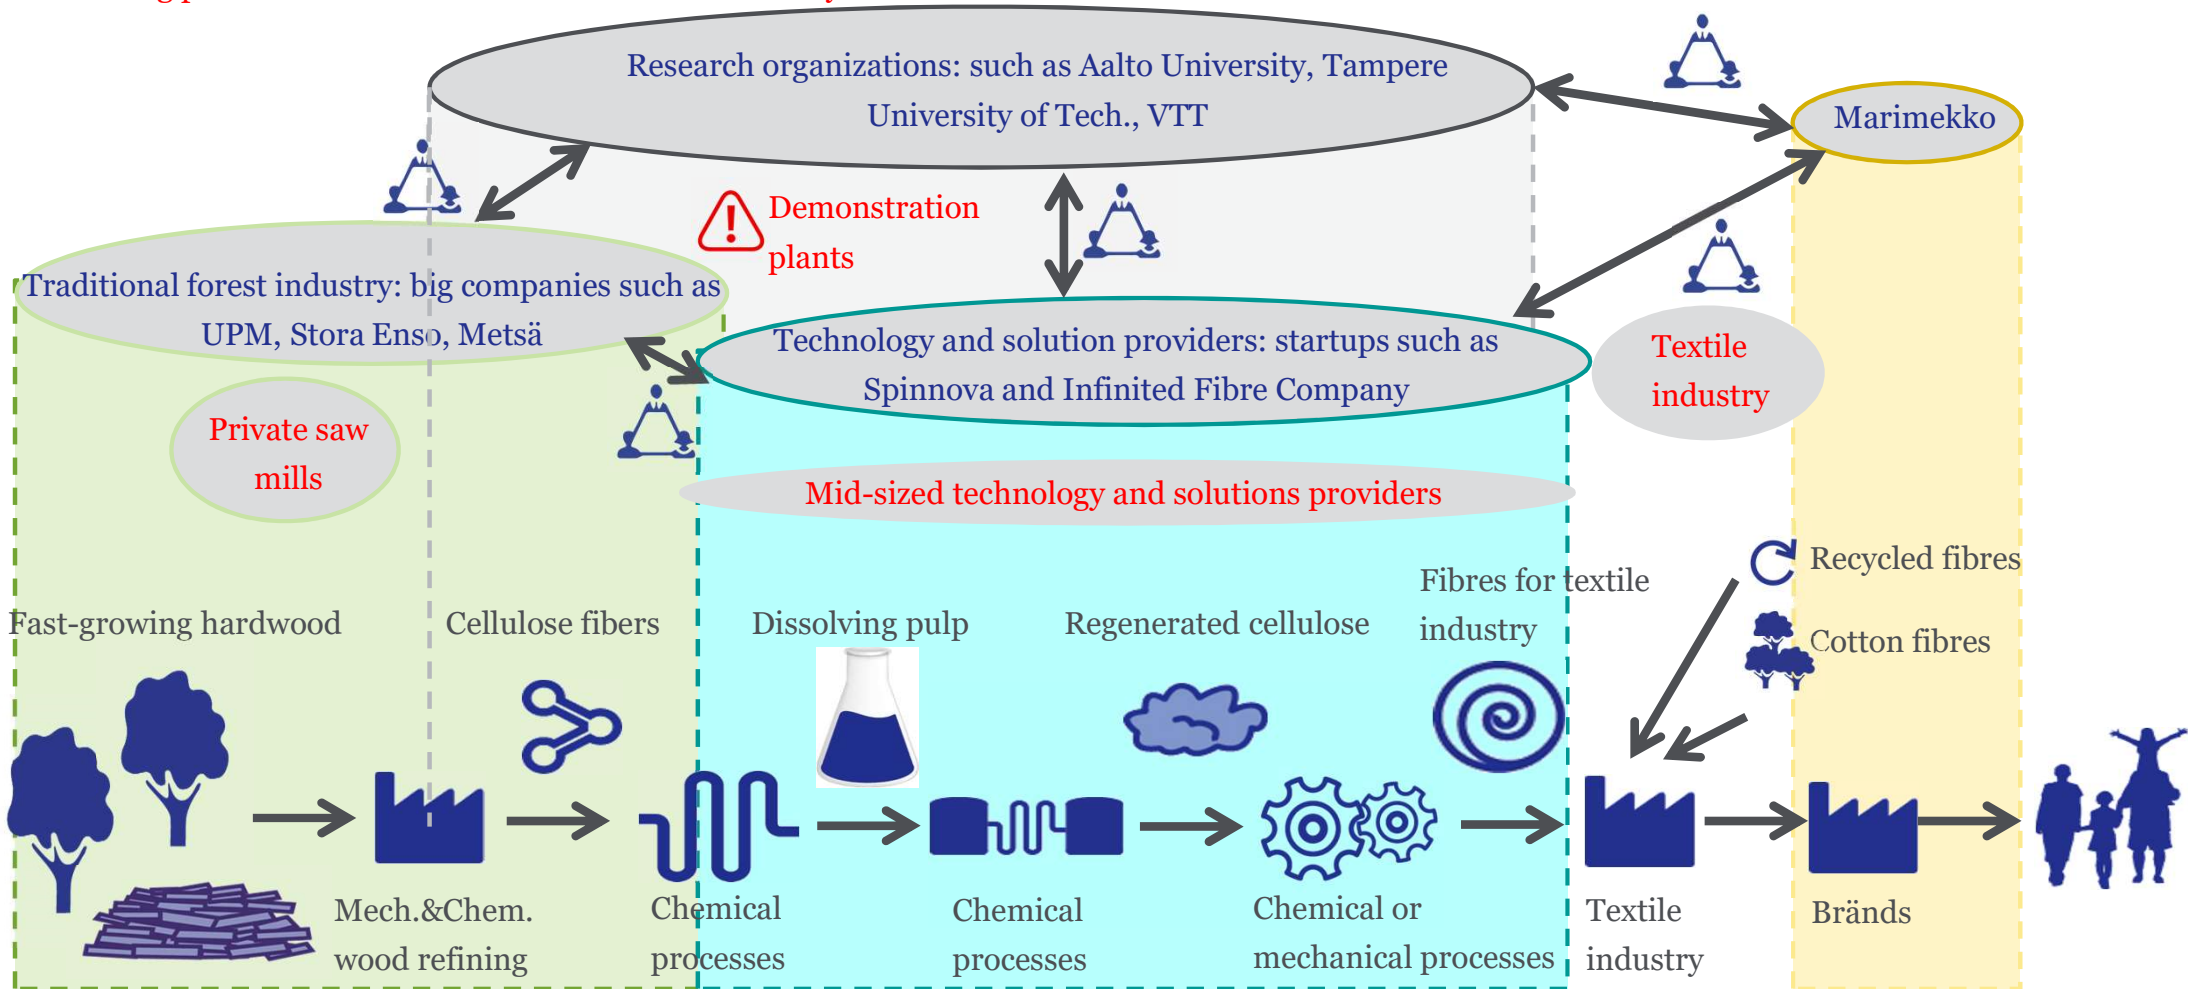 Research organizations: such as Aalto University, Tampere
University of Tech., VTT
Marimekko
Demonstration
plants
Traditional forest industry: big companies such as
UPM, Stora Enso, Metsä
Technology and solution providers: startups such as
Spinnova and Infinited Fibre Company
Textile
industry
Private saw
mills
Mid-sized technology and solutions providers
Recycled fibres
Cotton fibres
Fast-growing hardwood
Cellulose fibers
Dissolving pulp
Regenerated cellulose
Fibres for textile
industry
Mech.&Chem.
wood refining
Chemical
processes
Chemical
processes
Chemical or
mechanical processes
Textile
industry
Bränds